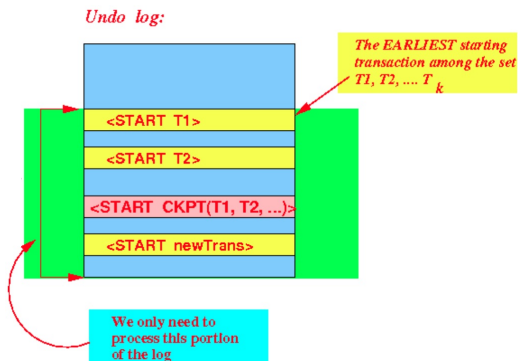 Undo log:
The EARLIEST starting
transaction among the set
T1, T2, .... T k
<START T1>
<START T2>
<START CKPT(T1, T2, ...)>
<START newTrans>
We only need to
process this portion
of the log